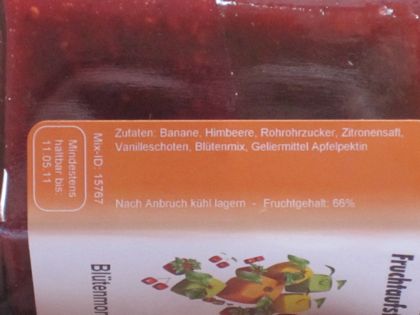 Zutaten: Banane, Himbeere, Rohrohrzucker, Zitronensaft,
Vanilleschoten, Blütenmix, Geliermittel Apfelpektin
Nach Anbruch kühl lagern - Fruchtgehalt: 66%
Mix-ID: 15767
Mindestens
haltbar bis:
11.05.11